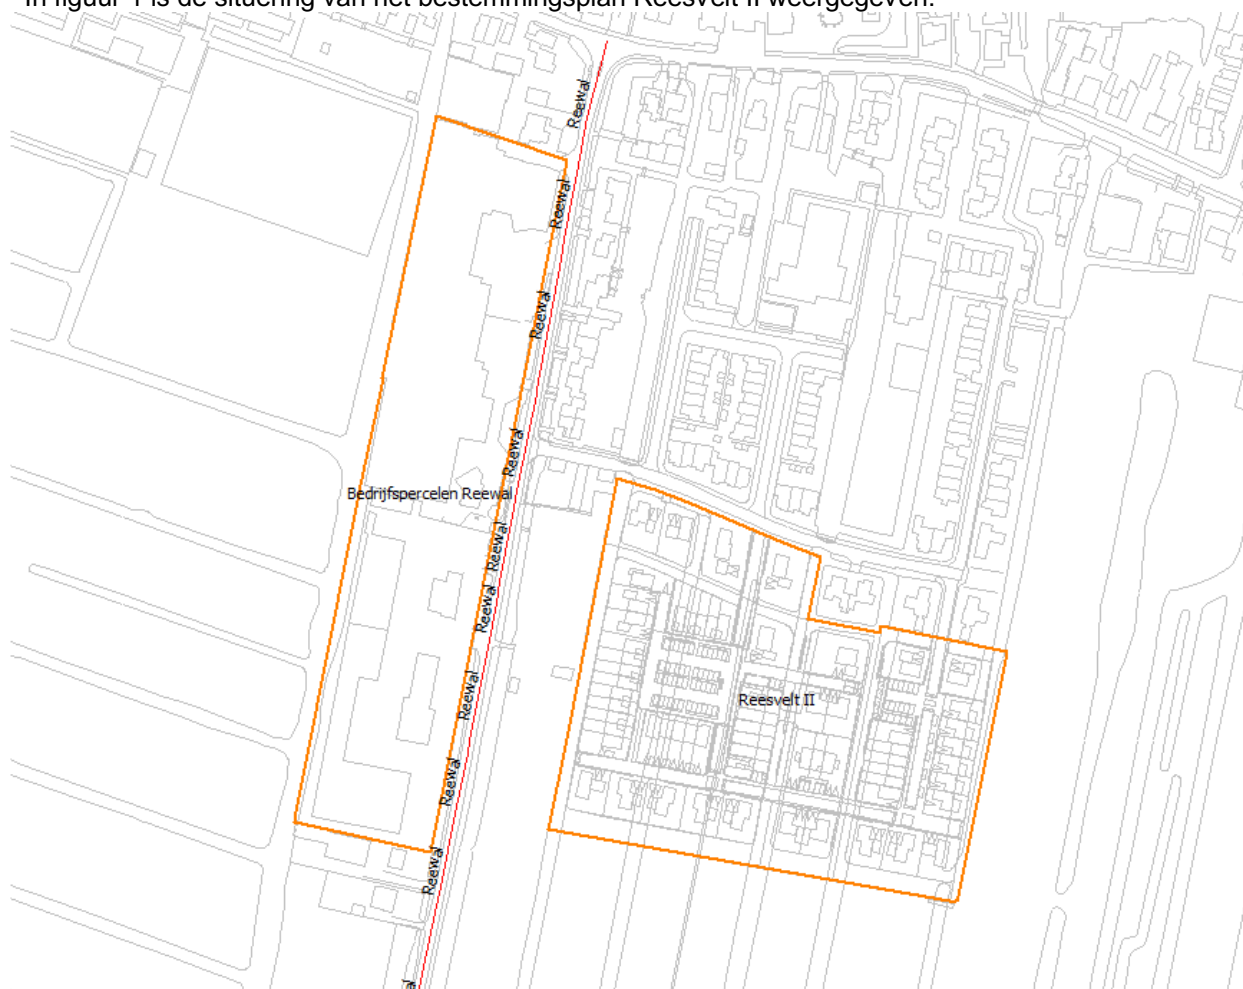 In figuur 1 is de situering van het bestemmingsplan Reesvelt II weergegeven.
Reewal
Reewal
Reewal
Reewal
Bedrijfspercelen Reewal
Reewal
Reewal
Reewal
Reesvelt II
Reewal
Reewal